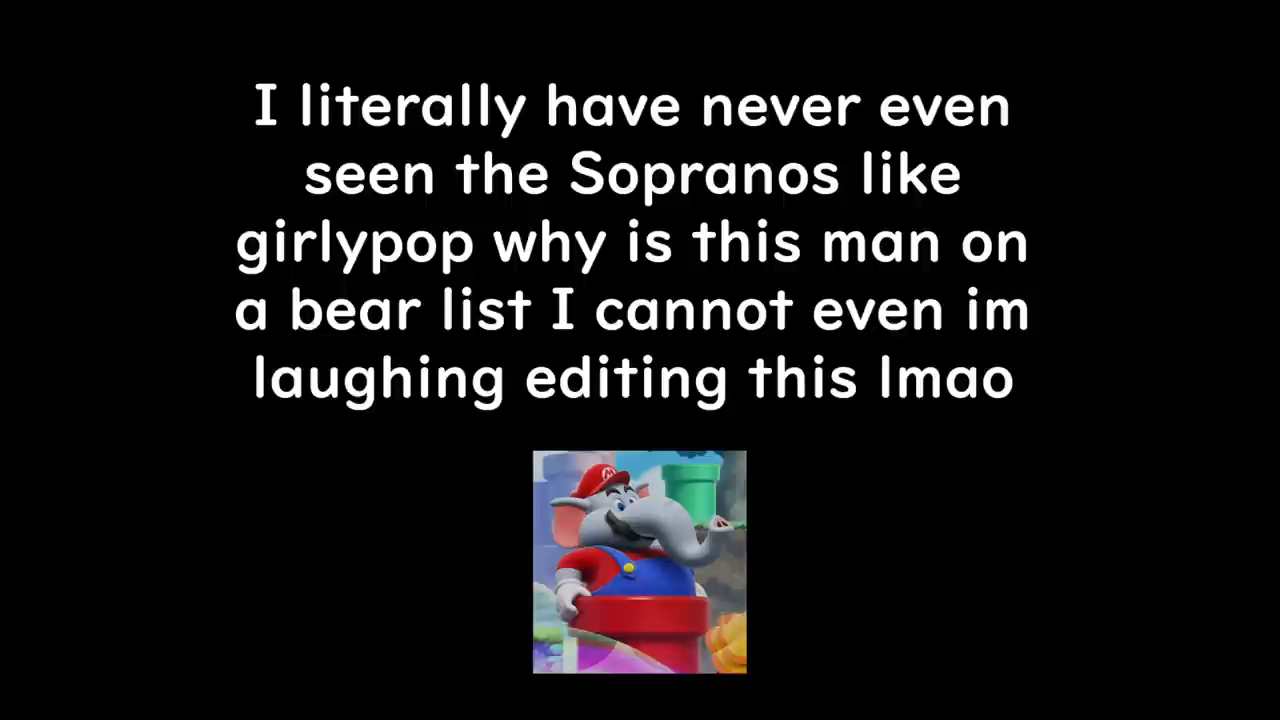 I literally have never even
seen the Sopranos like
girlypop why is this man on
a bear list I cannot even im
laughing editing this lmao
M